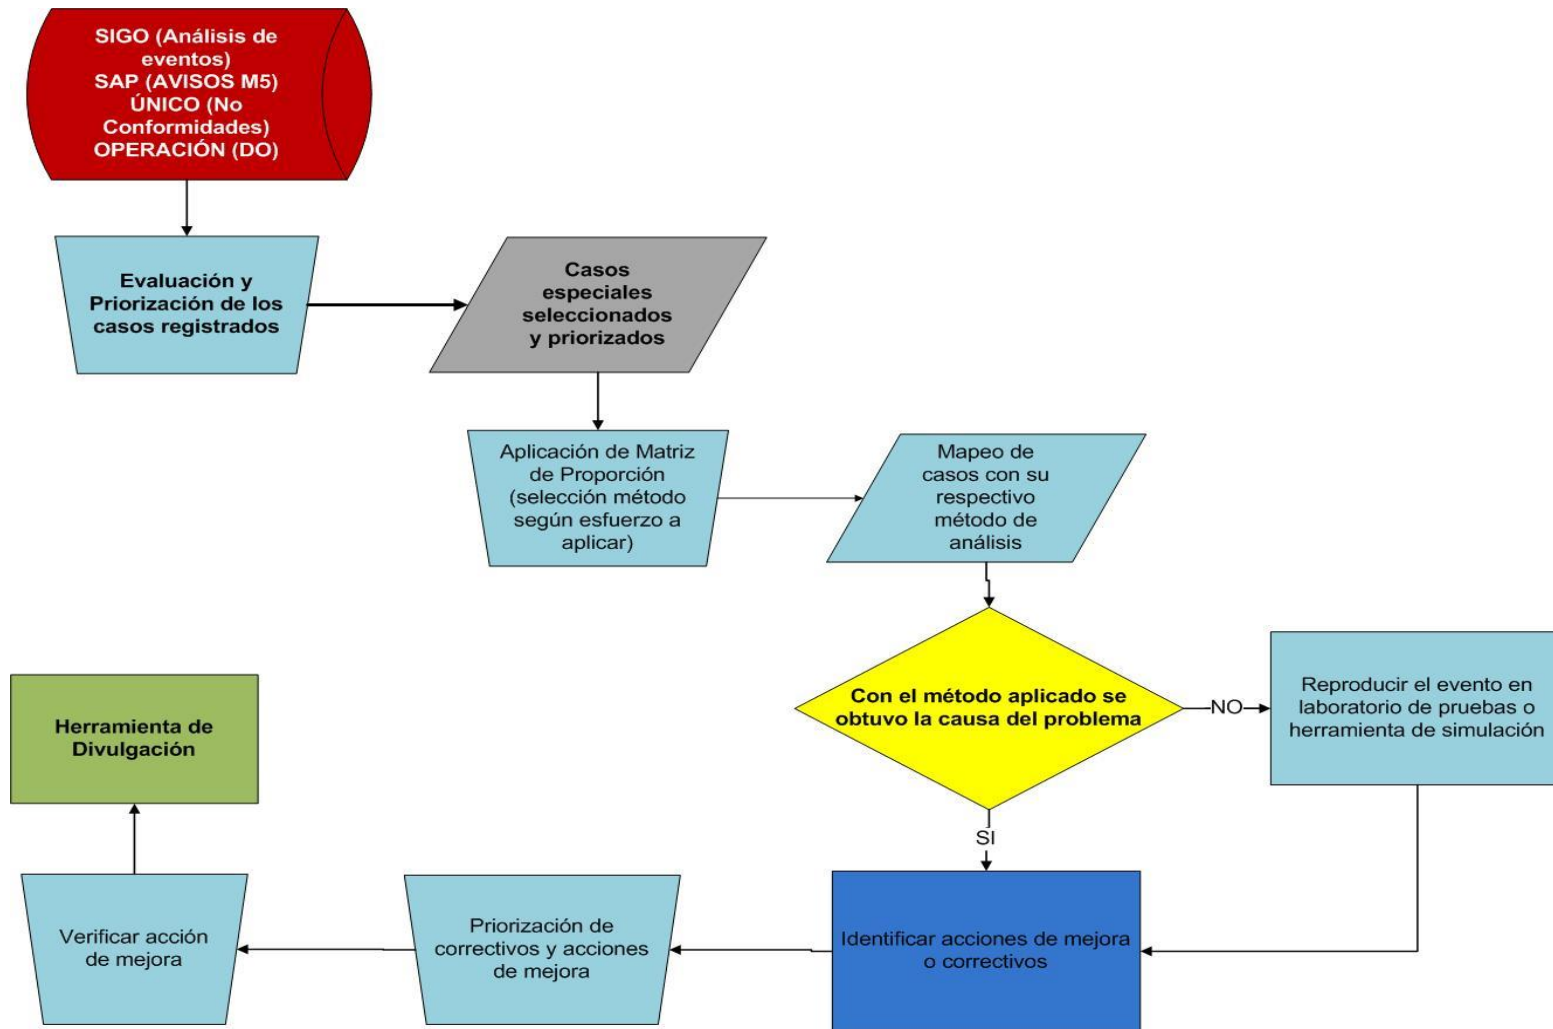 SIGO (Análisis de
eventos)
SAP (AVISOS M5)
ÚNICO (No
Conformidades)
OPERACIÓN (DO)
Evaluación y
Priorización de los
casos registrados
Casos
especiales
seleccionados
y priorizados
Aplicación de Matriz
de Proporción
(selección método
según esfuerzo a
aplicar)
Mapeo de
casos con su
respectivo
método de
análisis
Con el método aplicado se
obtuvo la causa del problema
NO
Reproducir el evento en
laboratorio de pruebas o
herramienta de simulación
SI
Identificar acciones de mejora
o correctivos
Priorización de
correctivos y acciones
de mejora
Verificar acción
de mejora
Herramienta de
Divulgación